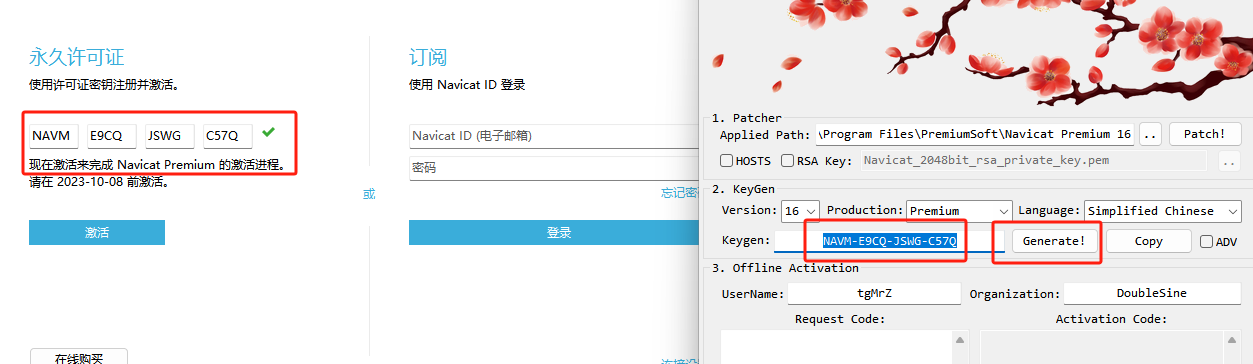 永久许可证
使用许可证密钥注册并激活。
NAVM E9CQ JSWG C57Q
现在激活来完成 Navicat Premium 的激活进程。
请在 2023-10-08 前激活。
激活
在线购买
或
订阅
使用 Navicat ID 登录
Navicat ID (电子邮箱)
密码
忘记密
登录
1. Patcher
Applied Path: \Program Files\PremiumSoft\Navicat Premium 16 .. Patch!
HOSTS RSA Key: Navicat_2048bit_rsa_private_key.pem ..
2. KeyGen
Version: 16 Production: Premium Language: Simplified Chinese
Keygen: NAVM-E9CQ-JSWG-C57Q Generate! Copy ADV
3. Offline Activation
UserName: tgMrZ Organization: DoubleSine
Request Code: Activation Code: